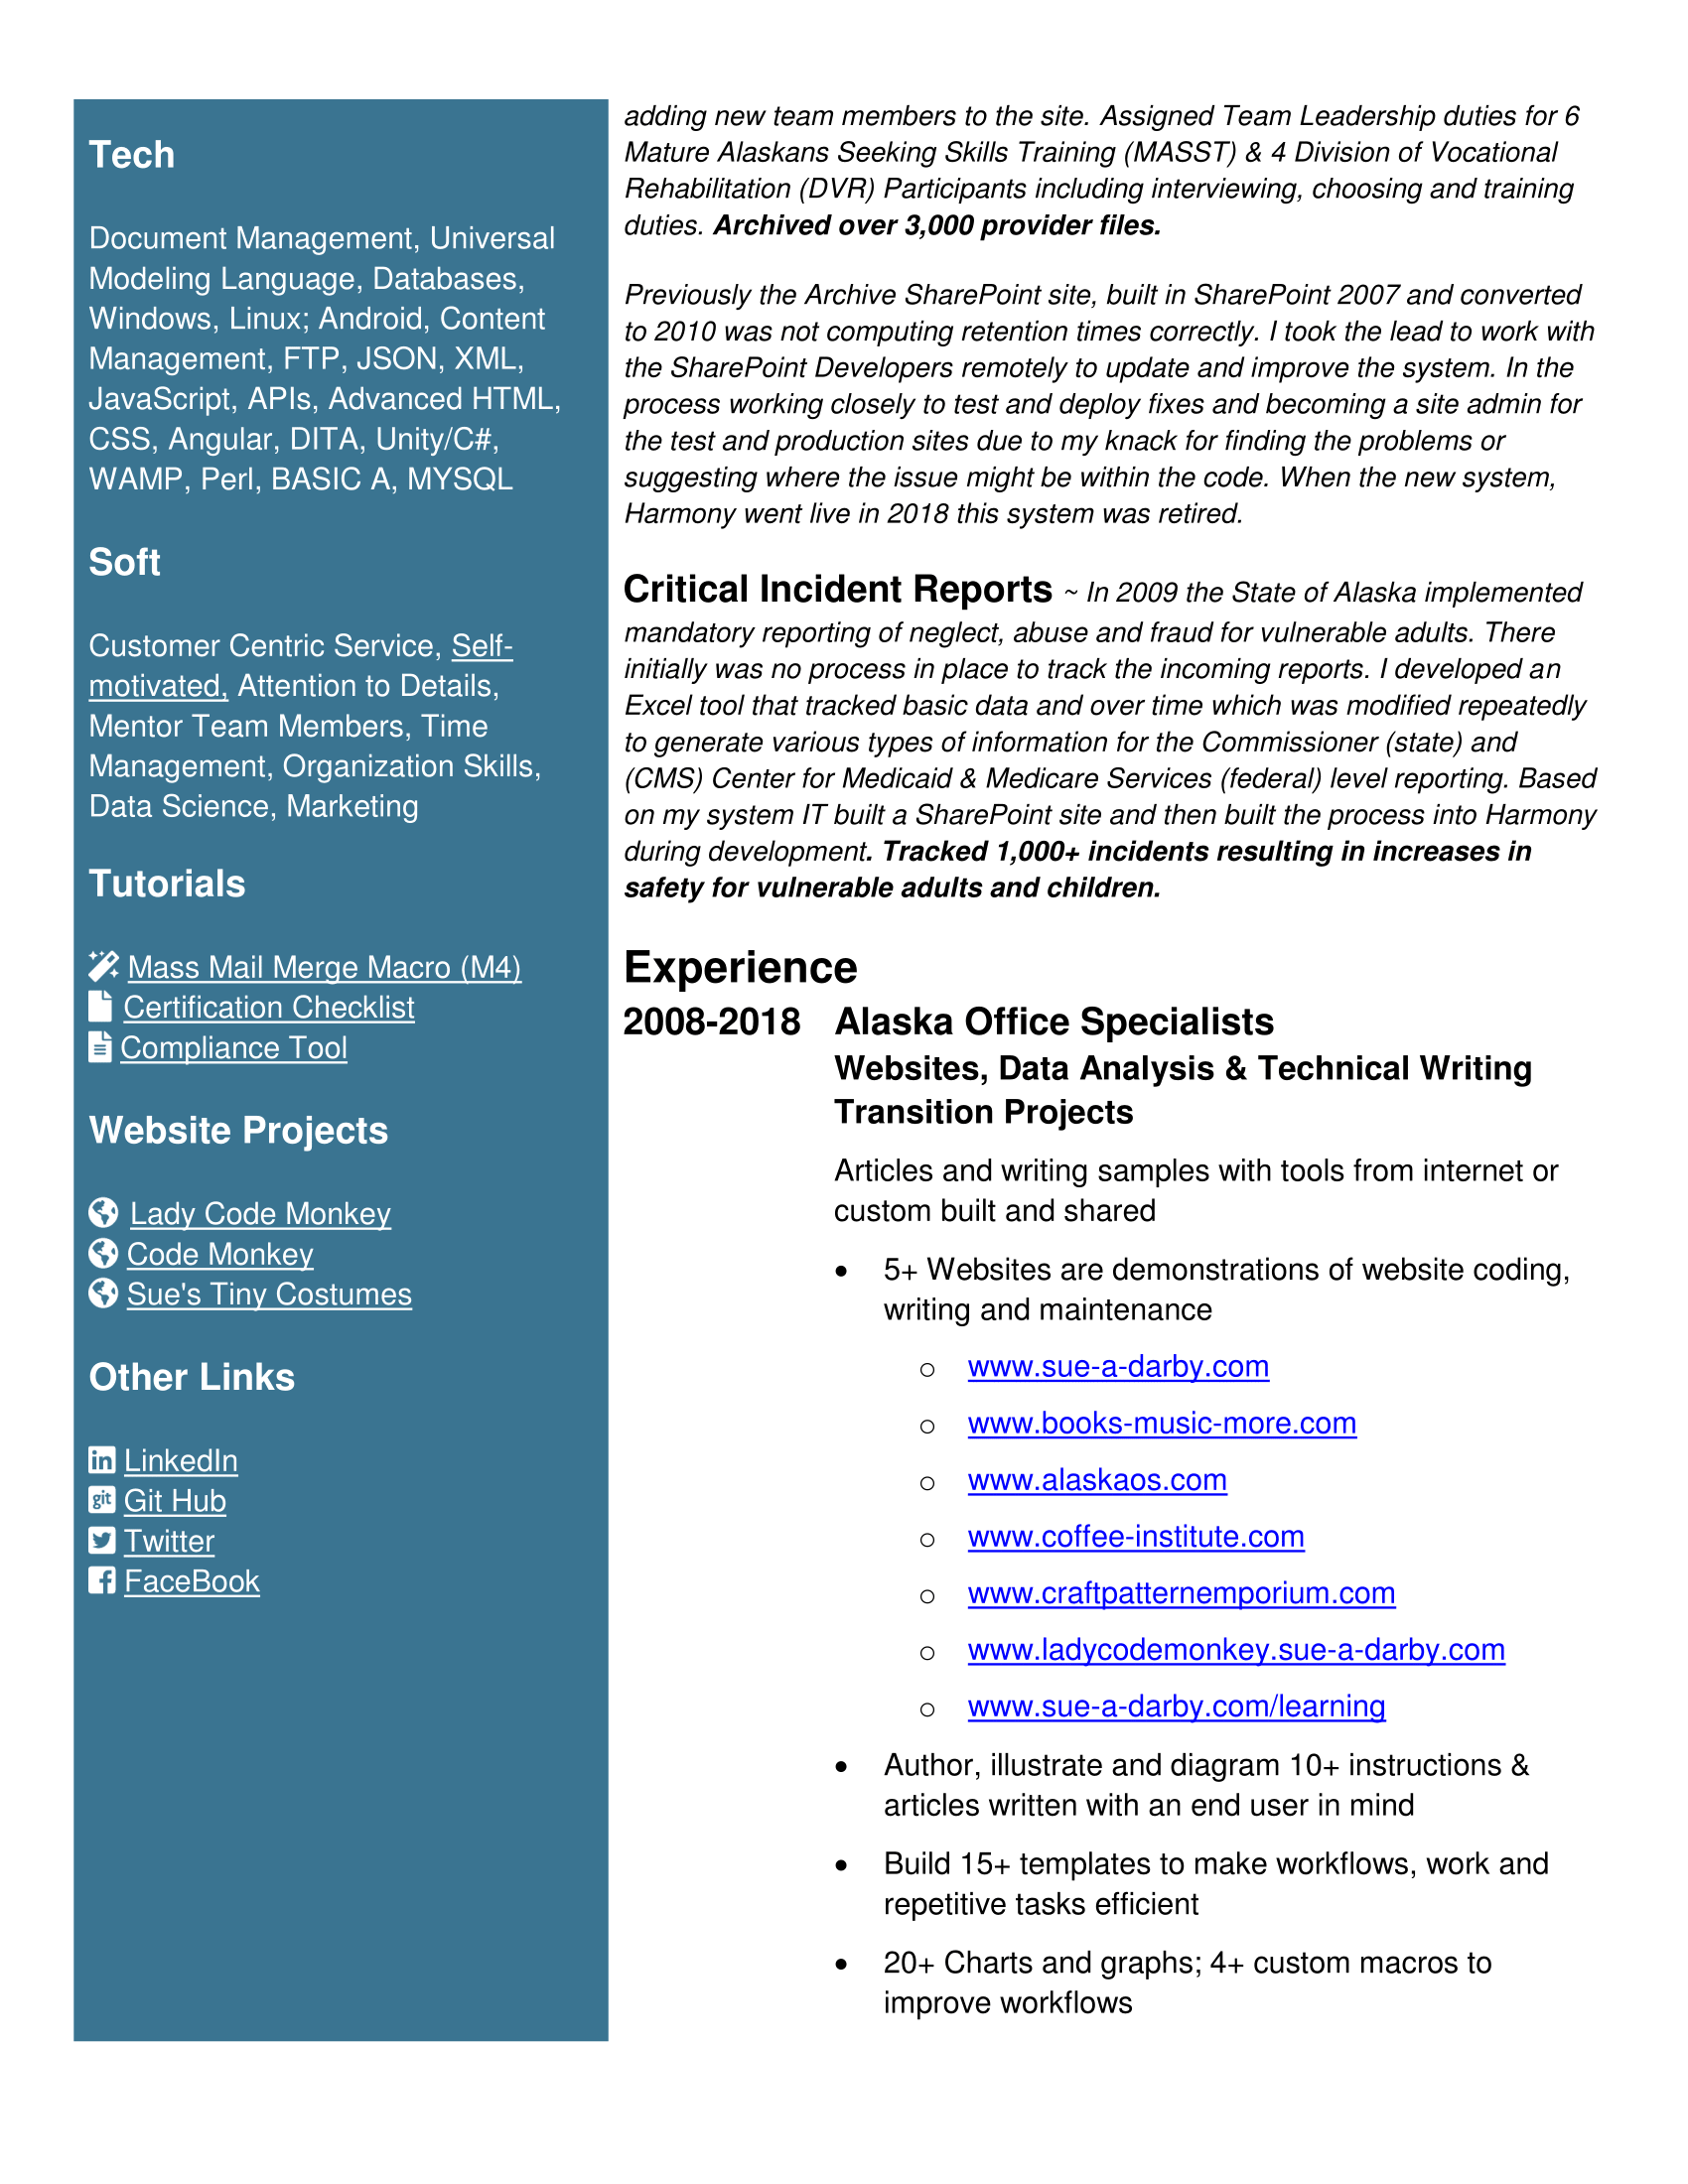 Tech
Document Management, Universal
Modeling Language, Databases,
Windows, Linux; Android, Content
Management, FTP, JSON, XML,
JavaScript, APIs, Advanced HTML,
CSS, Angular, DITA, Unity/C#,
WAMP, Perl, BASIC A, MYSQL
Soft
Customer Centric Service, Self-
motivated, Attention to Details,
Mentor Team Members, Time
Management, Organization Skills,
Data Science, Marketing
Tutorials
Mass Mail Merge Macro (M4)
Certification Checklist
Compliance Tool
Website Projects
Lady Code Monkey
Code Monkey
Sue's Tiny Costumes
Other Links
in LinkedIn
git Git Hub
Twitter
FaceBook
adding new team members to the site. Assigned Team Leadership duties for 6
Mature Alaskans Seeking Skills Training (MASST) & 4 Division of Vocational
Rehabilitation (DVR) Participants including interviewing, choosing and training
duties. Archived over 3,000 provider files.
Previously the Archive SharePoint site, built in SharePoint 2007 and converted
to 2010 was not computing retention times correctly. I took the lead to work with
the SharePoint Developers remotely to update and improve the system. In the
process working closely to test and deploy fixes and becoming a site admin for
the test and production sites due to my knack for finding the problems or
suggesting where the issue might be within the code. When the new system,
Harmony went live in 2018 this system was retired.
Critical Incident Reports ~ In 2009 the State of Alaska implemented
mandatory reporting of neglect, abuse and fraud for vulnerable adults. There
initially was no process in place to track the incoming reports. I developed an
Excel tool that tracked basic data and over time which was modified repeatedly
to generate various types of information for the Commissioner (state) and
(CMS) Center for Medicaid & Medicare Services (federal) level reporting. Based
on my system IT built a SharePoint site and then built the process into Harmony
during development. Tracked 1,000+ incidents resulting in increases in
safety for vulnerable adults and children.
Experience
2008-2018 Alaska Office Specialists
Websites, Data Analysis & Technical Writing
Transition Projects
Articles and writing samples with tools from internet or
custom built and shared
• 5+ Websites are demonstrations of website coding,
writing and maintenance
o www.sue-a-darby.com
o www.books-music-more.com
o www.alaskaos.com
o www.coffee-institute.com
o www.craftpatternemporium.com
o www.ladycodemonkey.sue-a-darby.com
o www.sue-a-darby.com/learning
• Author, illustrate and diagram 10+ instructions &
articles written with an end user in mind
• Build 15+ templates to make workflows, work and
repetitive tasks efficient
• 20+ Charts and graphs; 4+ custom macros to
improve workflows